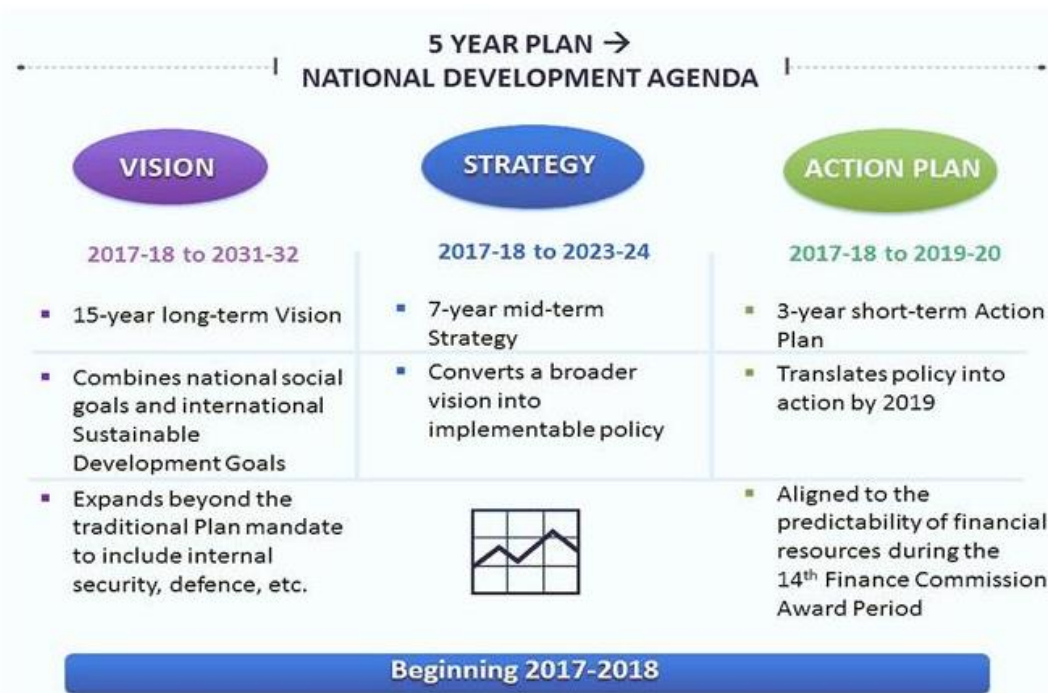 5 YEAR PLAN →
NATIONAL DEVELOPMENT AGENDA
VISION
2017-18 to 2031-32
▪ 15-year long-term Vision
▪ Combines national social
goals and international
Sustainable
Development Goals
▪ Expands beyond the
traditional Plan mandate
to include internal
security, defence, etc.
STRATEGY
2017-18 to 2023-24
▪ 7-year mid-term
Strategy
▪ Converts a broader
vision into
implementable policy
ACTION PLAN
2017-18 to 2019-20
▪ 3-year short-term Action
Plan
▪ Translates policy into
action by 2019
▪ Aligned to the
predictability of financial
resources during the
14th Finance Commission
Award Period
Beginning 2017-2018